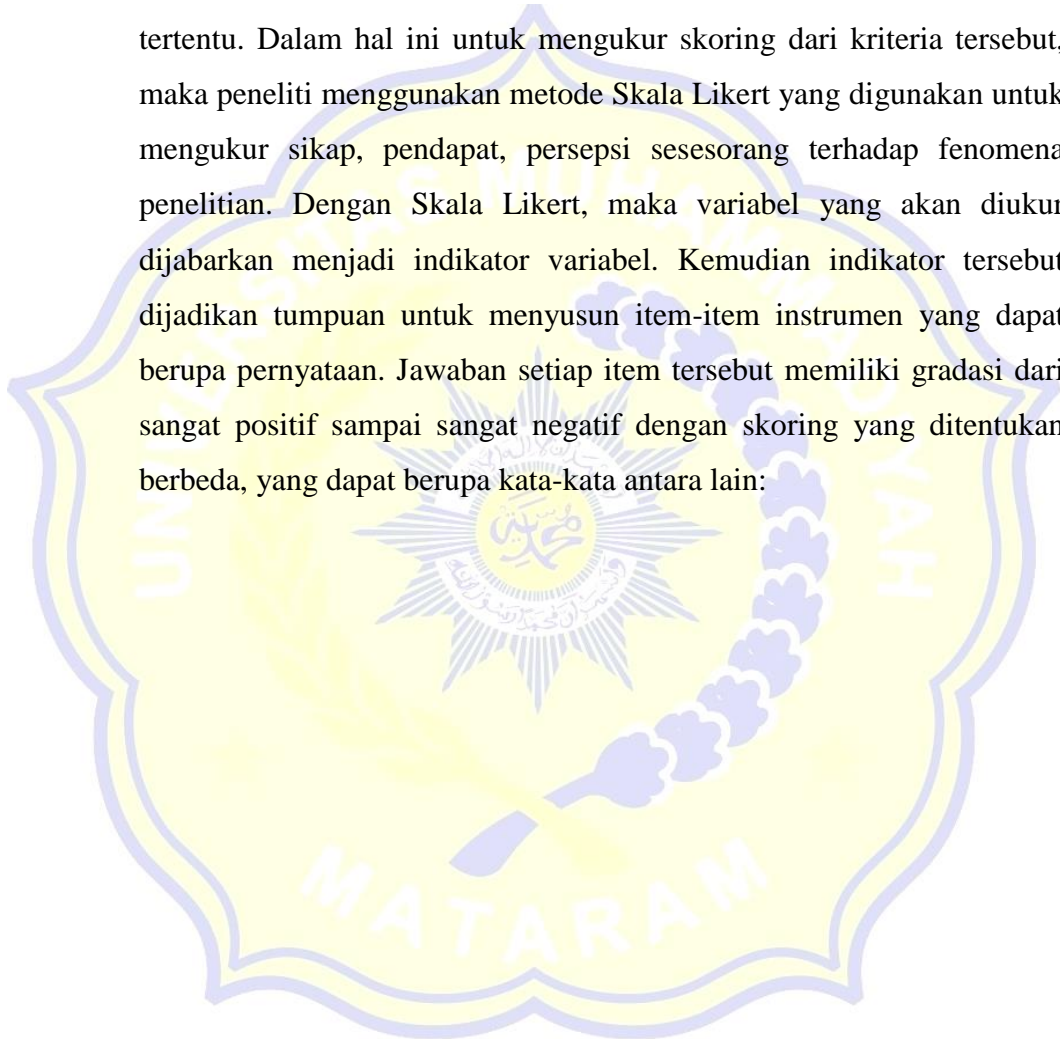 tertentu. Dalam hal ini untuk mengukur skoring dari kriteria tersebut,
maka peneliti menggunakan metode Skala Likert yang digunakan untuk
mengukur sikap, pendapat, persepsi sesesorang terhadap fenomena
penelitian. Dengan Skala Likert, maka variabel yang akan diukur
dijabarkan menjadi indikator variabel. Kemudian indikator tersebut
dijadikan tumpuan untuk menyusun item-item instrumen yang dapat
berupa pernyataan. Jawaban setiap item tersebut memiliki gradasi dari
sangat positif sampai sangat negatif dengan skoring yang ditentukan
berbeda, yang dapat berupa kata-kata antara lain:
UNIVERSITAS MUHAMMADIYAH
MATARAM